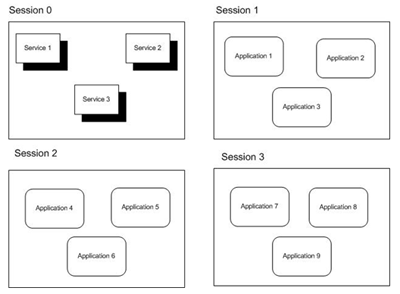 Session 0
Service 1
Service 2
Service 3
Session 1
Application 1
Application 2
Application 3
Session 2
Application 4
Application 5
Application 6
Session 3
Application 7
Application 8
Application 9